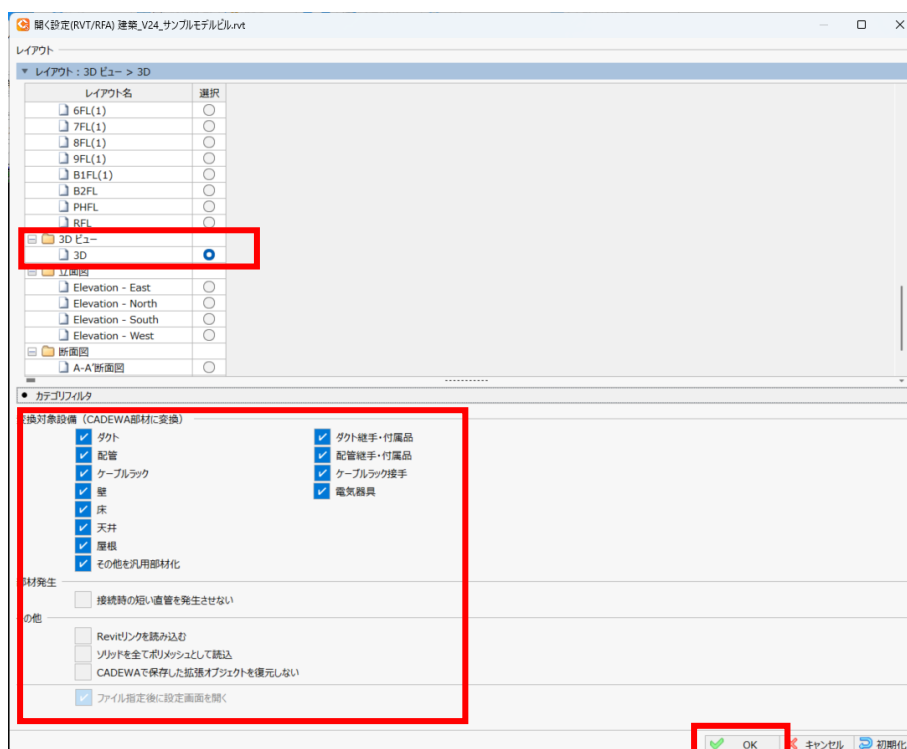 開く設定(RVT/RFA) 建築_V24_サンプルモデルビル.rvt
レイアウト
レイアウト : 3D ビュー > 3D
レイアウト名 選択
6FL(1)
7FL(1)
8FL(1)
9FL(1)
B1FL(1)
B2FL
PHFL
RFL
3D ビュー
3D
立面図
Elevation - East
Elevation - North
Elevation - South
Elevation - West
断面図
A-A'断面図
カテゴリフィルタ
変換対象設備（CADEWA部材に変換）
ダクト ダクト継手・付属品
配管 配管継手・付属品
ケーブルラック ケーブルラック接手
壁 電気器具
床
天井
屋根
その他を汎用部材化
部材発生
接続時の短い直管を発生させない
その他
Revitリンクを読み込む
ソリッドを全てポリメッシュとして読込
CADEWAで保存した拡張オブジェクトを復元しない
ファイル指定後に設定画面を開く
OK キャンセル 初期化